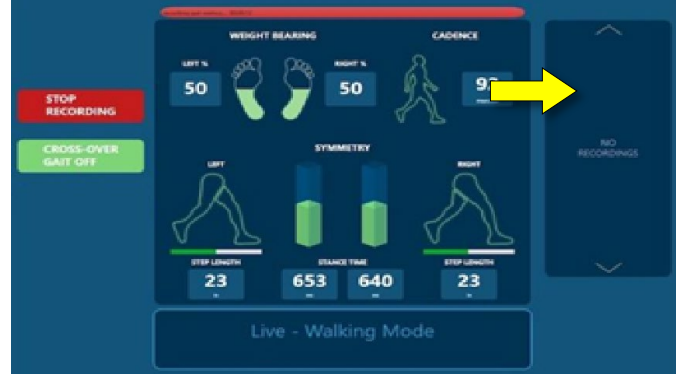 WEIGHT BEARING
CADENCE
LEFT %
RIGHT %
50
50
STOP
RECORDING
CROSS-OVER
GAIT OFF
SYMMETRY
LEFT
RIGHT
NO
RECORDINGS
STEP LENGTH
STANCE TIME
STEP LENGTH
23
653
640
23
Live - Walking Mode